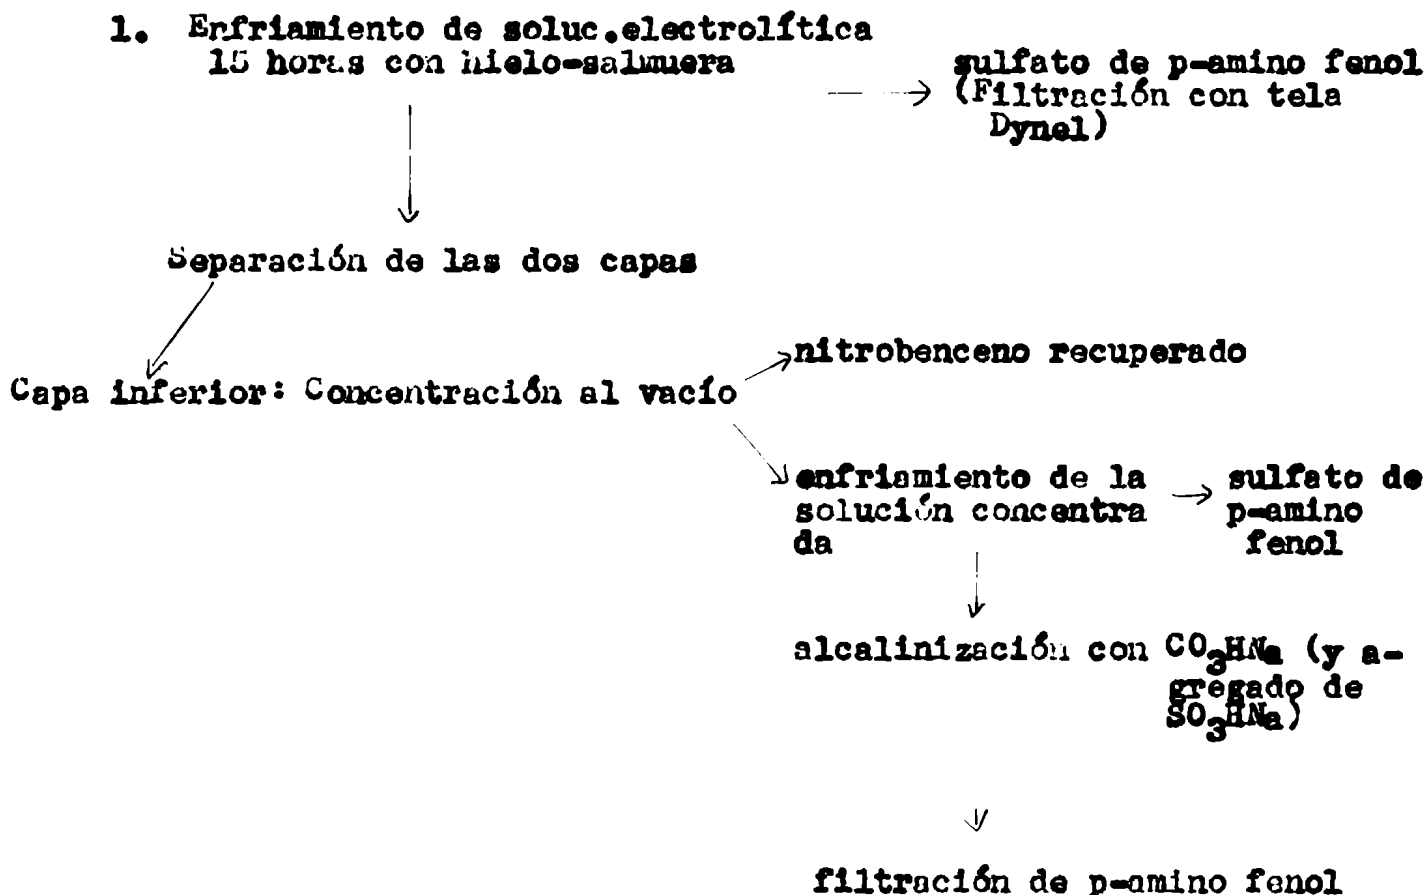 1. Enfriamiento de soluc.electrolítica
15 horas con hielo-salmuera
sulfato de p-amino fenol
(Filtración con tela
Dynel)
Separación de las dos capas
nitrobenceno recuperado
Capa inferior: Concentración al vacío
enfriamiento de la
solución concentra
da
sulfato de
p-amino
fenol
alcalinización con CO₃HNa (y a-
gregado de
SO₃HNa)
filtración de p-amino fenol